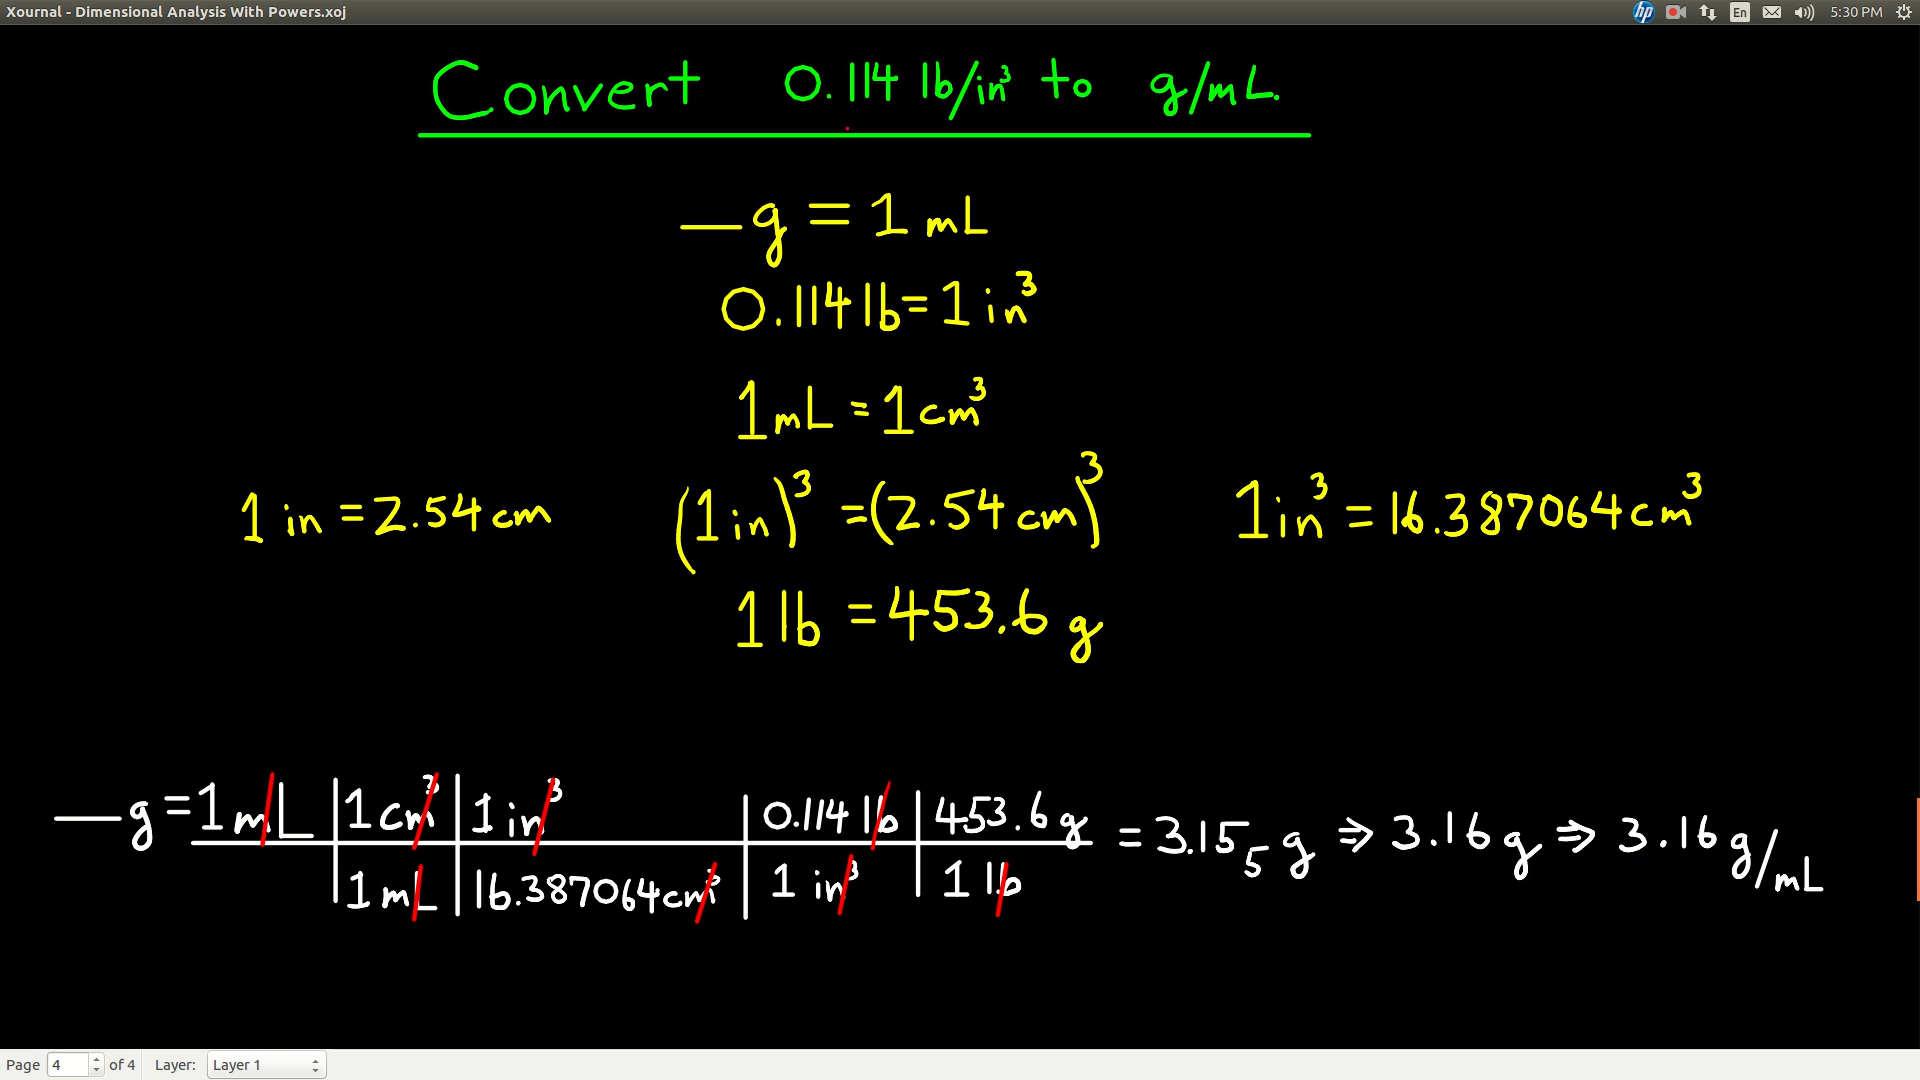 Xournal - Dimensional Analysis With Powers.xoj
hp En 5:30 PM
Convert 0.114 lb/in³ to g/mL.
__g = 1 mL
0.114 lb = 1 in³
1 mL = 1 cm³
1 in = 2.54 cm (1 in)³ = (2.54 cm)³ 1 in³ = 16.387064 cm³
1 lb = 453.6 g
__g = 1 mL | 1 cm³ | 1 in³ | 0.114 lb | 453.6 g = 3.15₅ g ⇒ 3.16 g ⇒ 3.16 g/mL
1 mL | 16.387064 cm³ | 1 in³ | 1 lb
Page 4 of 4 Layer: Layer 1